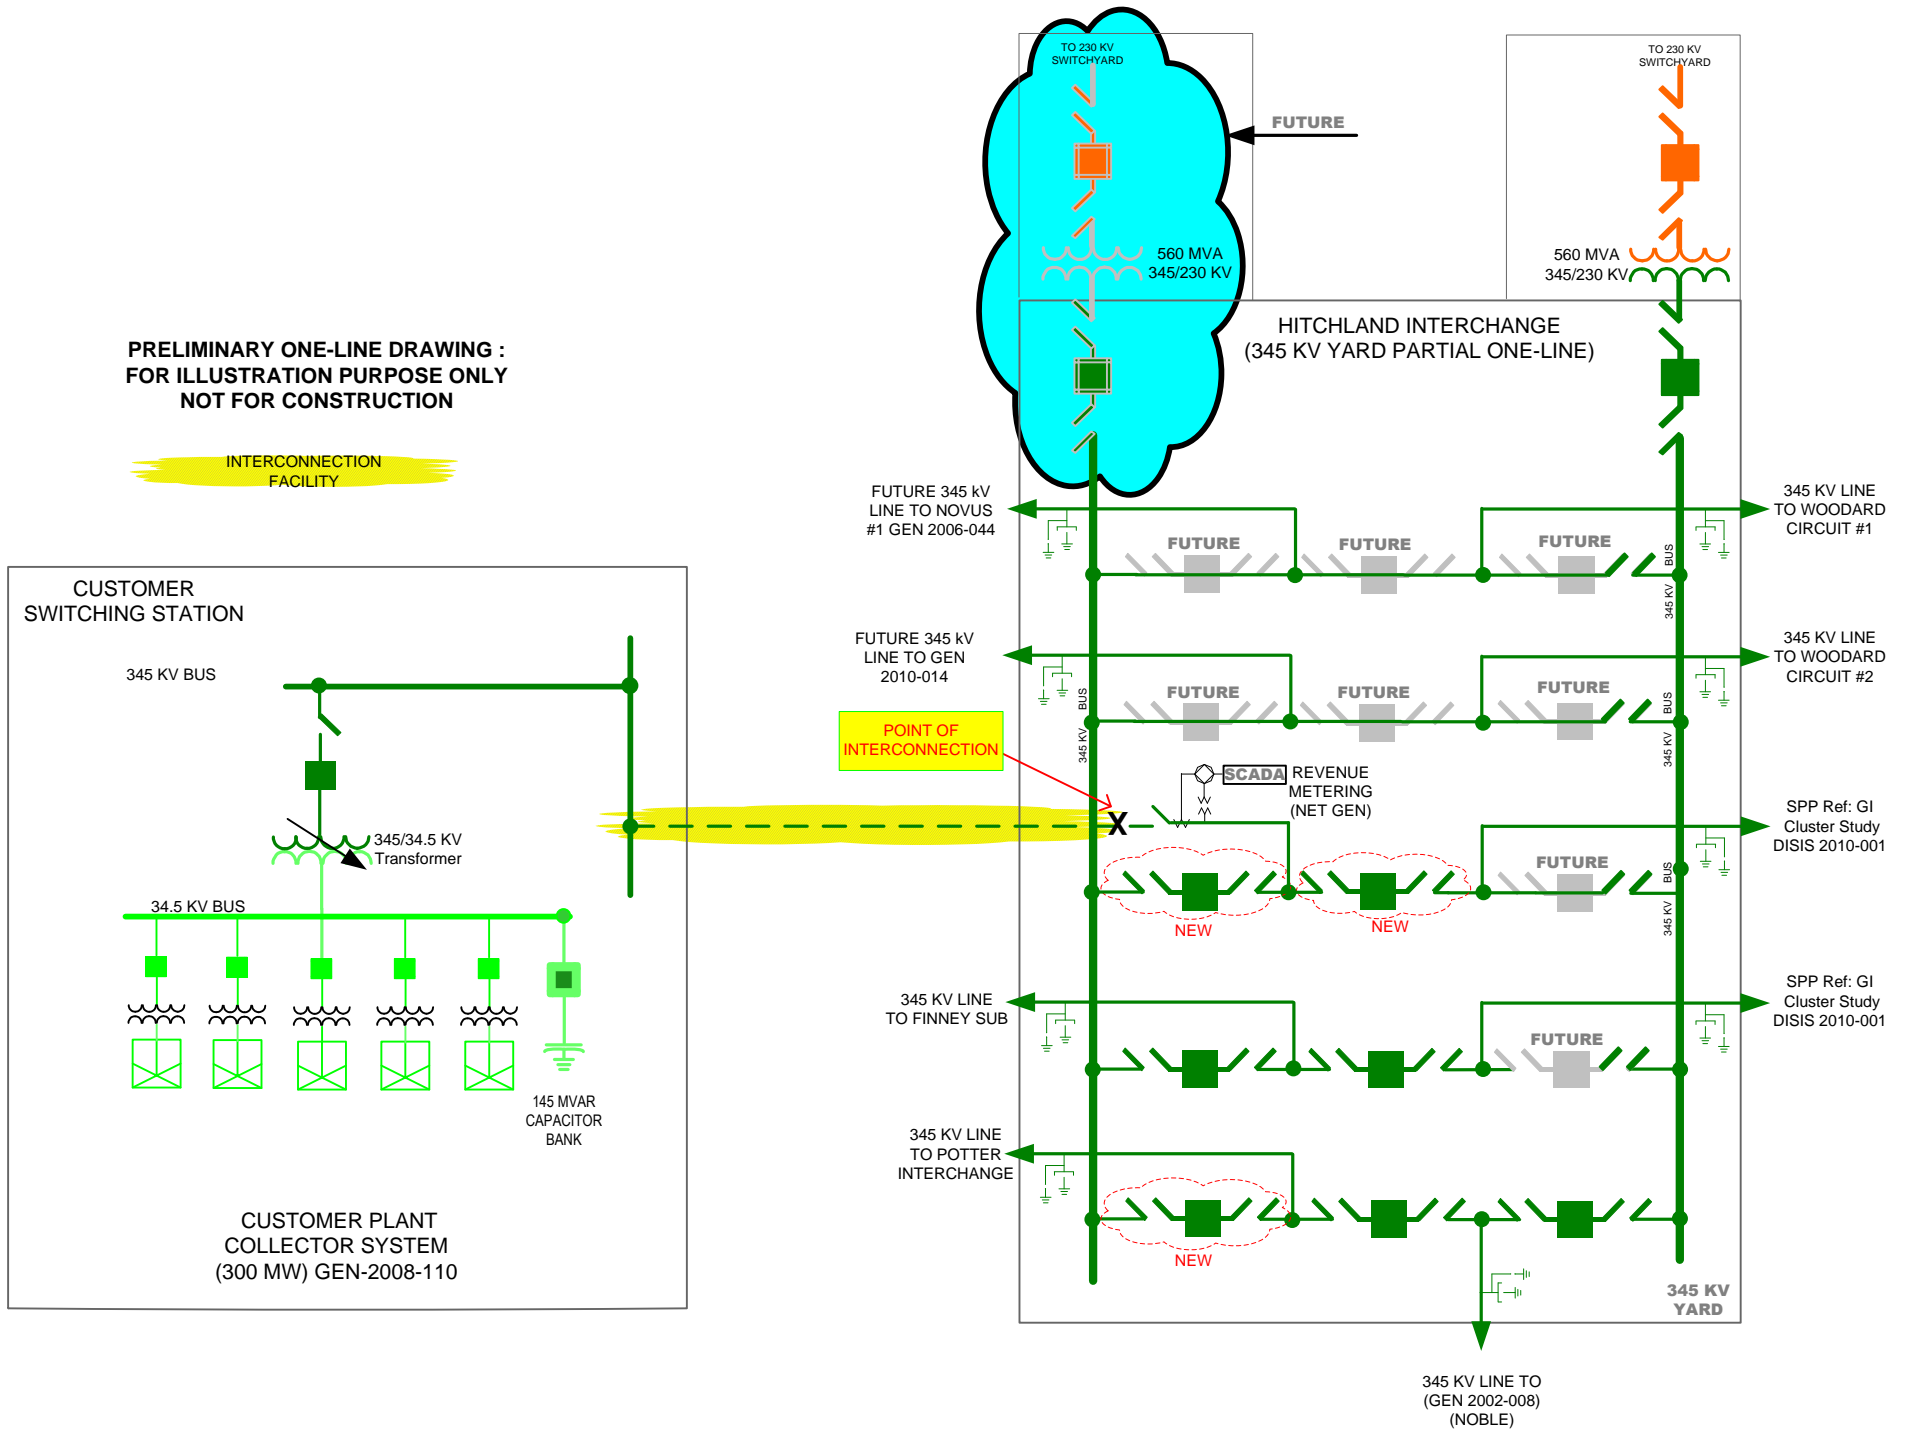 TO 230 KV
SWITCHYARD
TO 230 KV
SWITCHYARD
FUTURE
560 MVA
345/230 KV
560 MVA
345/230 KV
HITCHLAND INTERCHANGE
(345 KV YARD PARTIAL ONE-LINE)
PRELIMINARY ONE-LINE DRAWING :
FOR ILLUSTRATION PURPOSE ONLY
NOT FOR CONSTRUCTION
INTERCONNECTION
FACILITY
FUTURE 345 kV
LINE TO NOVUS
#1 GEN 2006-044
FUTURE
FUTURE
FUTURE
345 KV BUS
345 KV LINE
TO WOODARD
CIRCUIT #1
CUSTOMER
SWITCHING STATION
345 KV BUS
FUTURE 345 kV
LINE TO GEN
2010-014
345 KV BUS
FUTURE
FUTURE
FUTURE
345 KV BUS
345 KV LINE
TO WOODARD
CIRCUIT #2
POINT OF
INTERCONNECTION
X
SCADA
REVENUE
METERING
(NET GEN)
NEW
NEW
FUTURE
345 KV BUS
SPP Ref: GI
Cluster Study
DISIS 2010-001
345/34.5 KV
Transformer
34.5 KV BUS
145 MVAR
CAPACITOR
BANK
345 KV LINE
TO FINNEY SUB
FUTURE
SPP Ref: GI
Cluster Study
DISIS 2010-001
345 KV LINE
TO POTTER
INTERCHANGE
NEW
CUSTOMER PLANT
COLLECTOR SYSTEM
(300 MW) GEN-2008-110
345 KV
YARD
345 KV LINE TO
(GEN 2002-008)
(NOBLE)